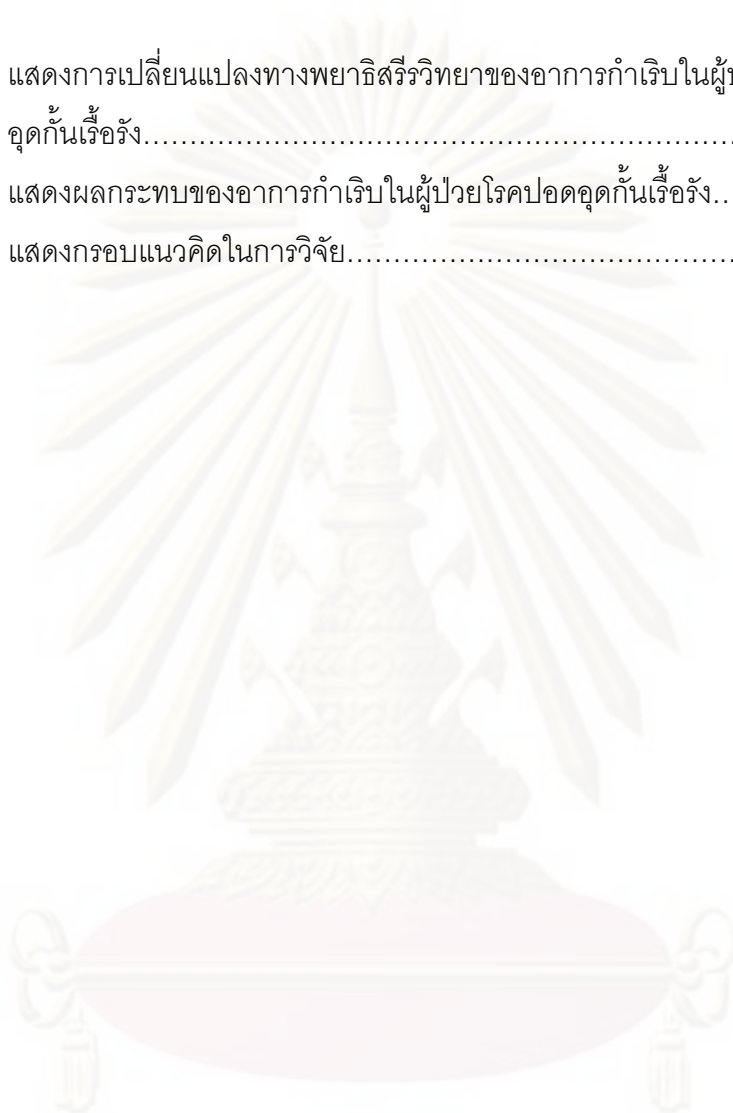 แสดงการเปลี่ยนแปลงทางพยาธิสรีรวิทยาของอาการกำเริบในผู้
อุดกั้นเรื้อรัง................................................................
แสดงผลกระทบของอาการกำเริบในผู้ป่วยโรคปอดอุดกั้นเรื้อรัง...
แสดงกรอบแนวคิดในการวิจัย..........................................